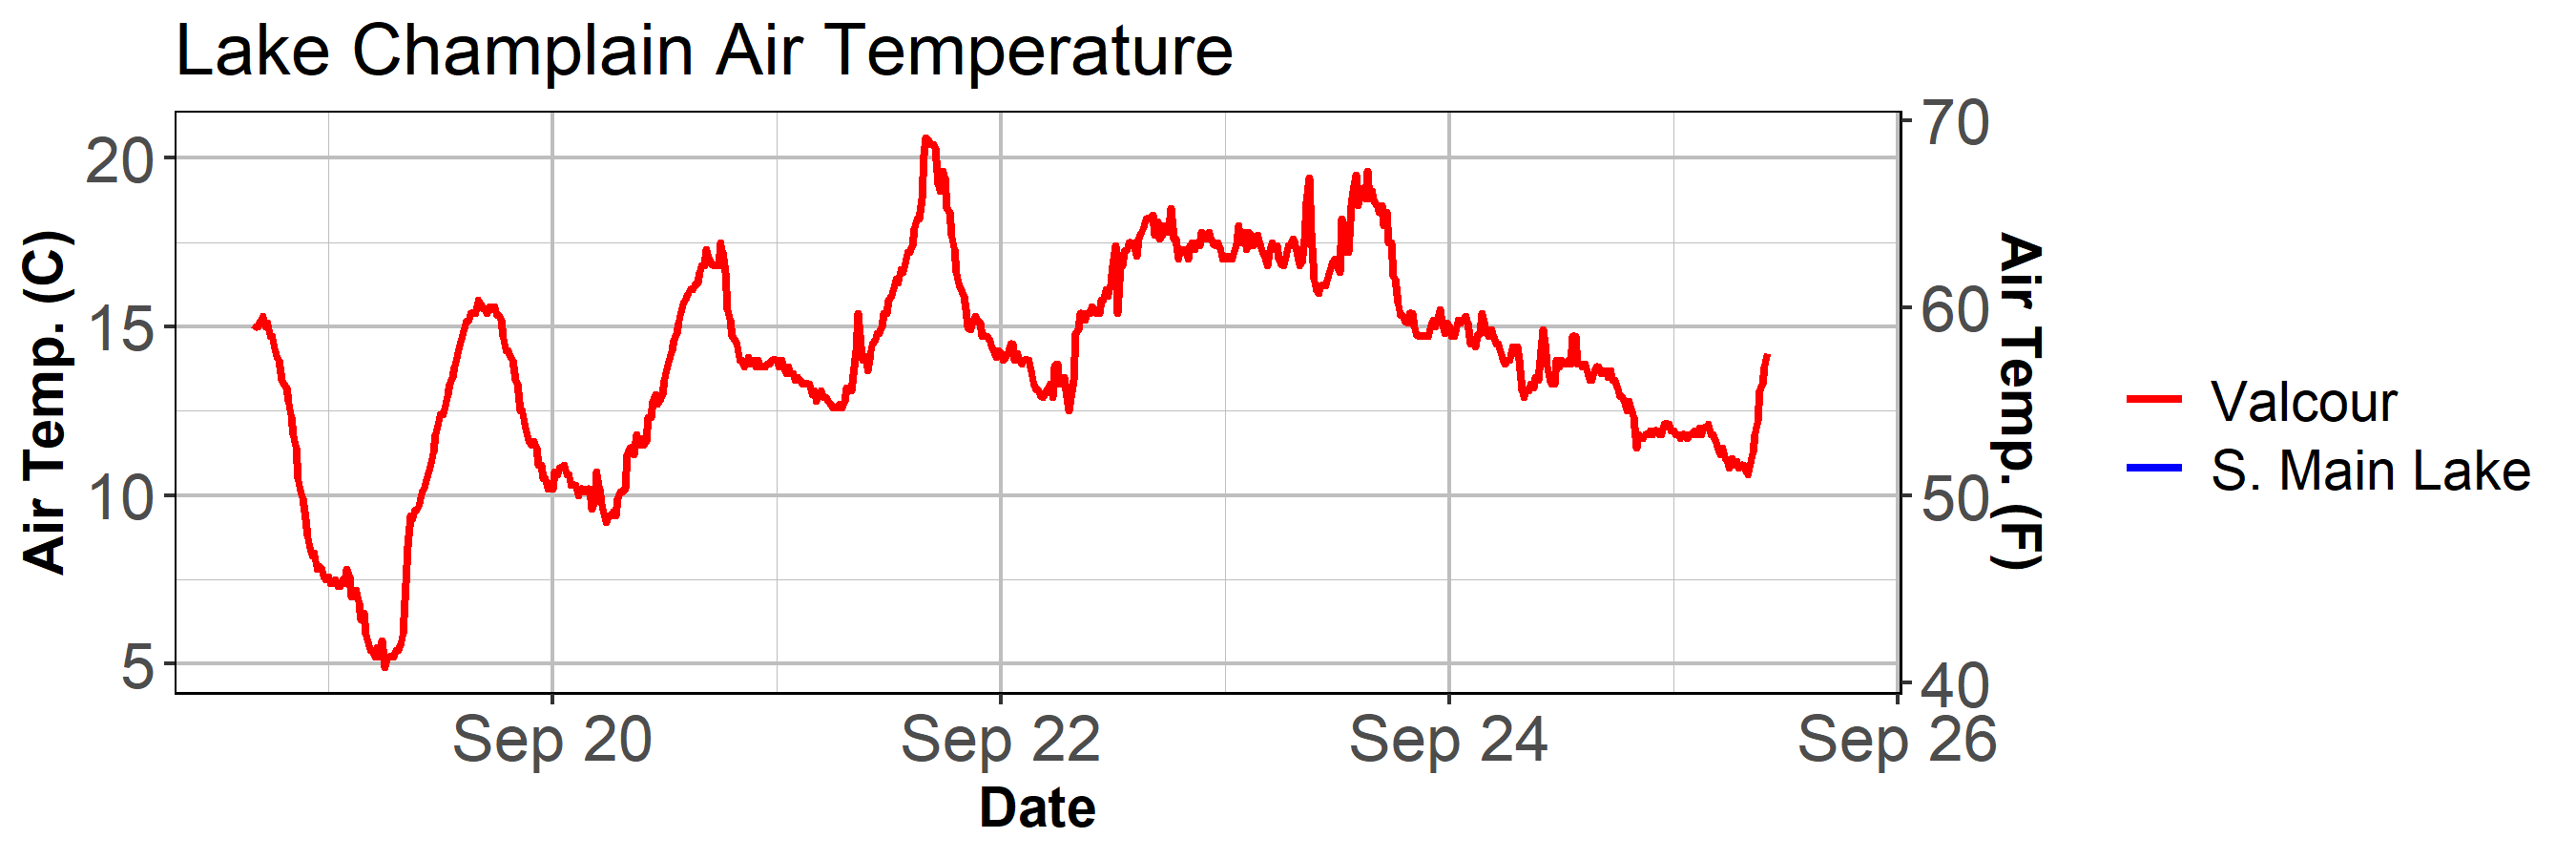 Lake Champlain Air Temperature
Air Temp. (C)
20
15
10
5
70
60
50
40
Air Temp. (F)
Sep 20
Sep 22
Sep 24
Sep 26
Date
Valcour
S. Main Lake